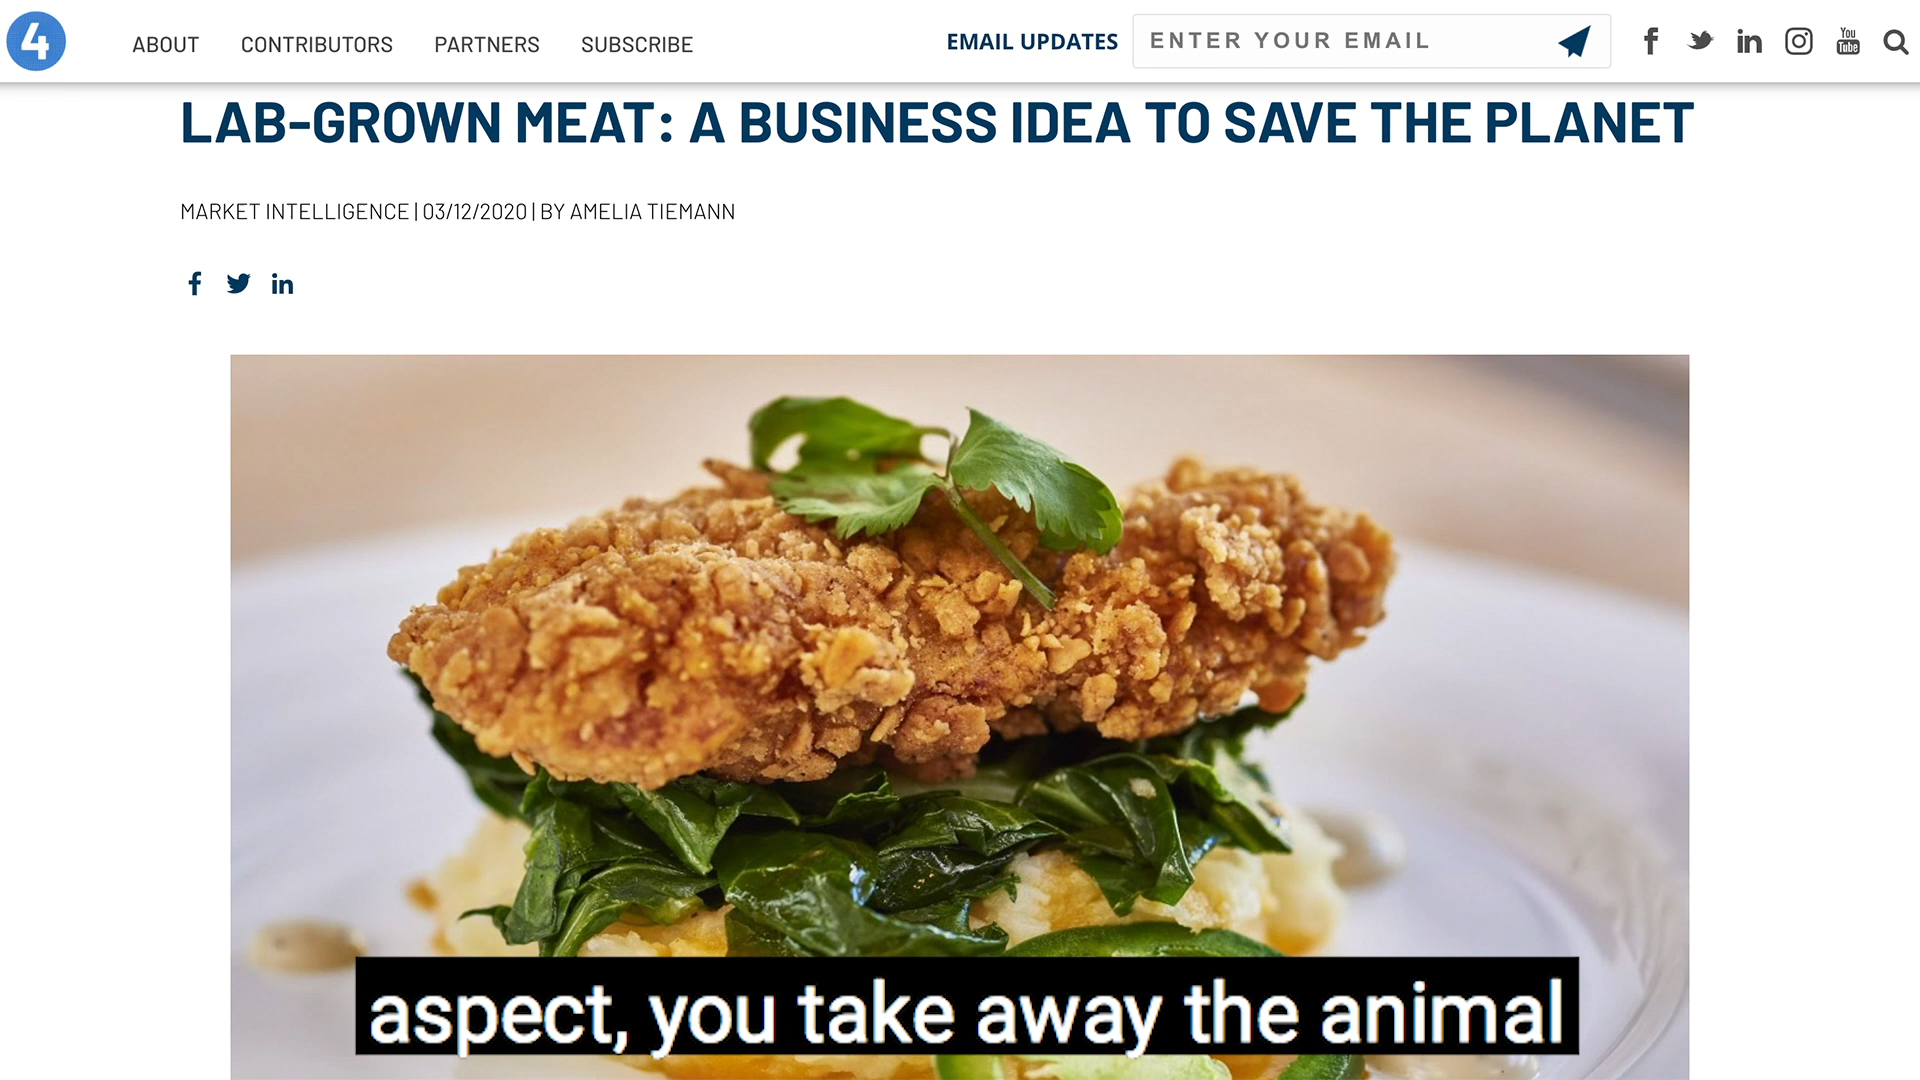 4
ABOUT CONTRIBUTORS PARTNERS SUBSCRIBE EMAIL UPDATES ENTER YOUR EMAIL You Tube
LAB-GROWN MEAT: A BUSINESS IDEA TO SAVE THE PLANET
MARKET INTELLIGENCE | 03/12/2020 | BY AMELIA TIEMANN
aspect, you take away the animal